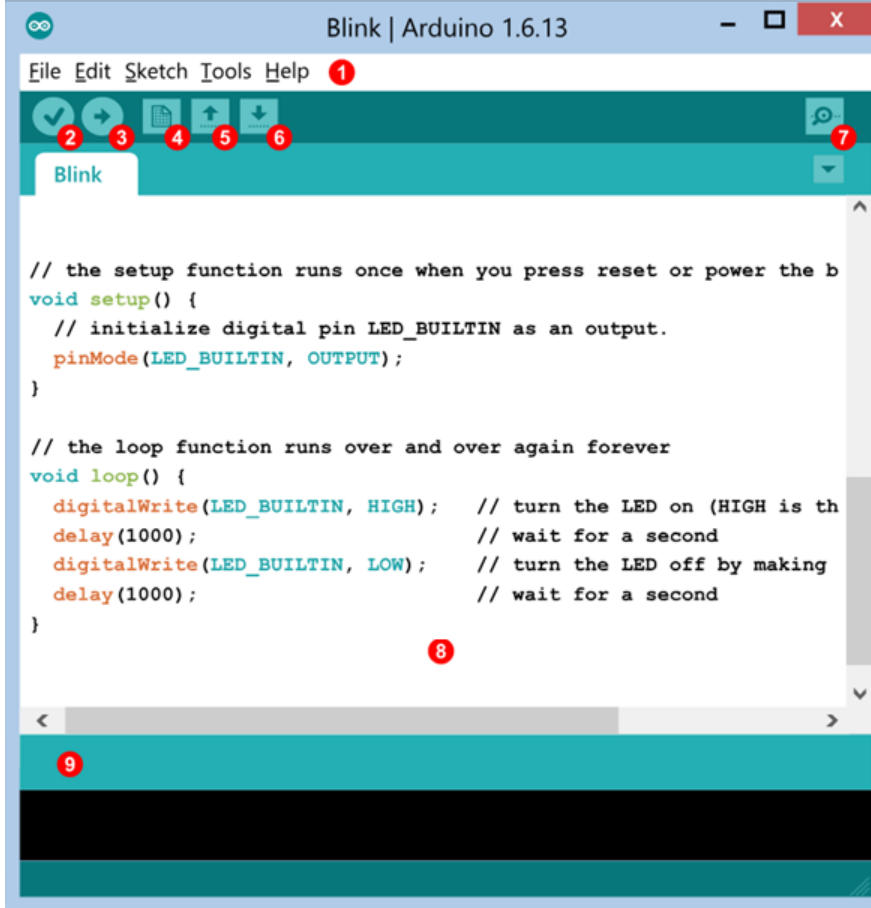 Blink | Arduino 1.6.13
X
File Edit Sketch Tools Help 1
2 3 4 5 6 7
Blink
// the setup function runs once when you press reset or power the b
void setup() {
  // initialize digital pin LED_BUILTIN as an output.
  pinMode(LED_BUILTIN, OUTPUT);
}
// the loop function runs over and over again forever
void loop() {
  digitalWrite(LED_BUILTIN, HIGH);   // turn the LED on (HIGH is th
  delay(1000);                       // wait for a second
  digitalWrite(LED_BUILTIN, LOW);    // turn the LED off by making
  delay(1000);                       // wait for a second
}
8
9